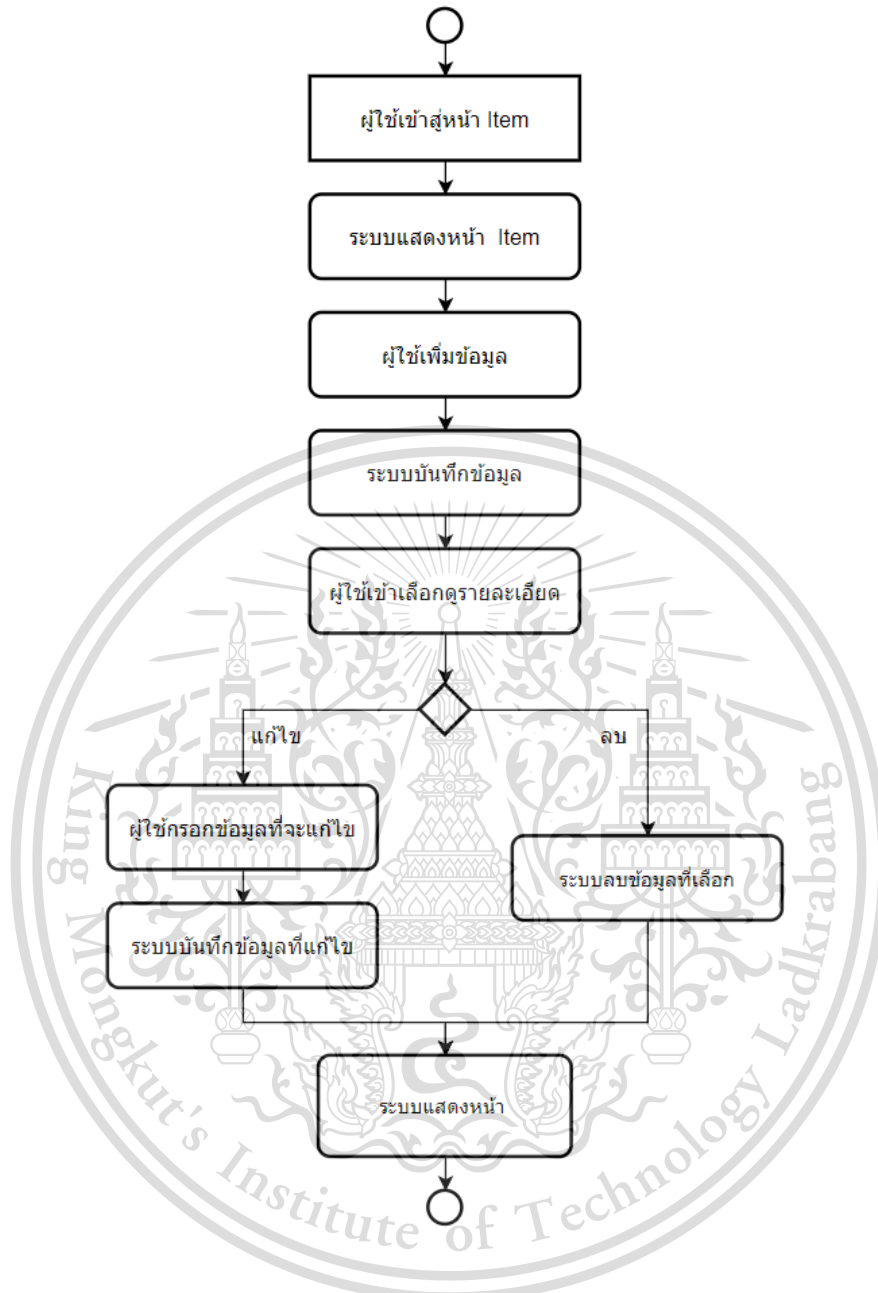 ผู้ใช้เข้าสู่หน้า Item
ระบบแสดงหน้า Item
ผู้ใช้เพิ่มข้อมูล
ระบบบันทึกข้อมูล
ผู้ใช้เข้าเลือกดูรายละเอียด
แก้ไข
ลบ
ผู้ใช้กรอกข้อมูลที่จะแก้ไข
ระบบลบข้อมูลที่เลือก
ระบบบันทึกข้อมูลที่แก้ไข
ระบบแสดงหน้า
King Mongkut's Institute of Technology Ladkrabang